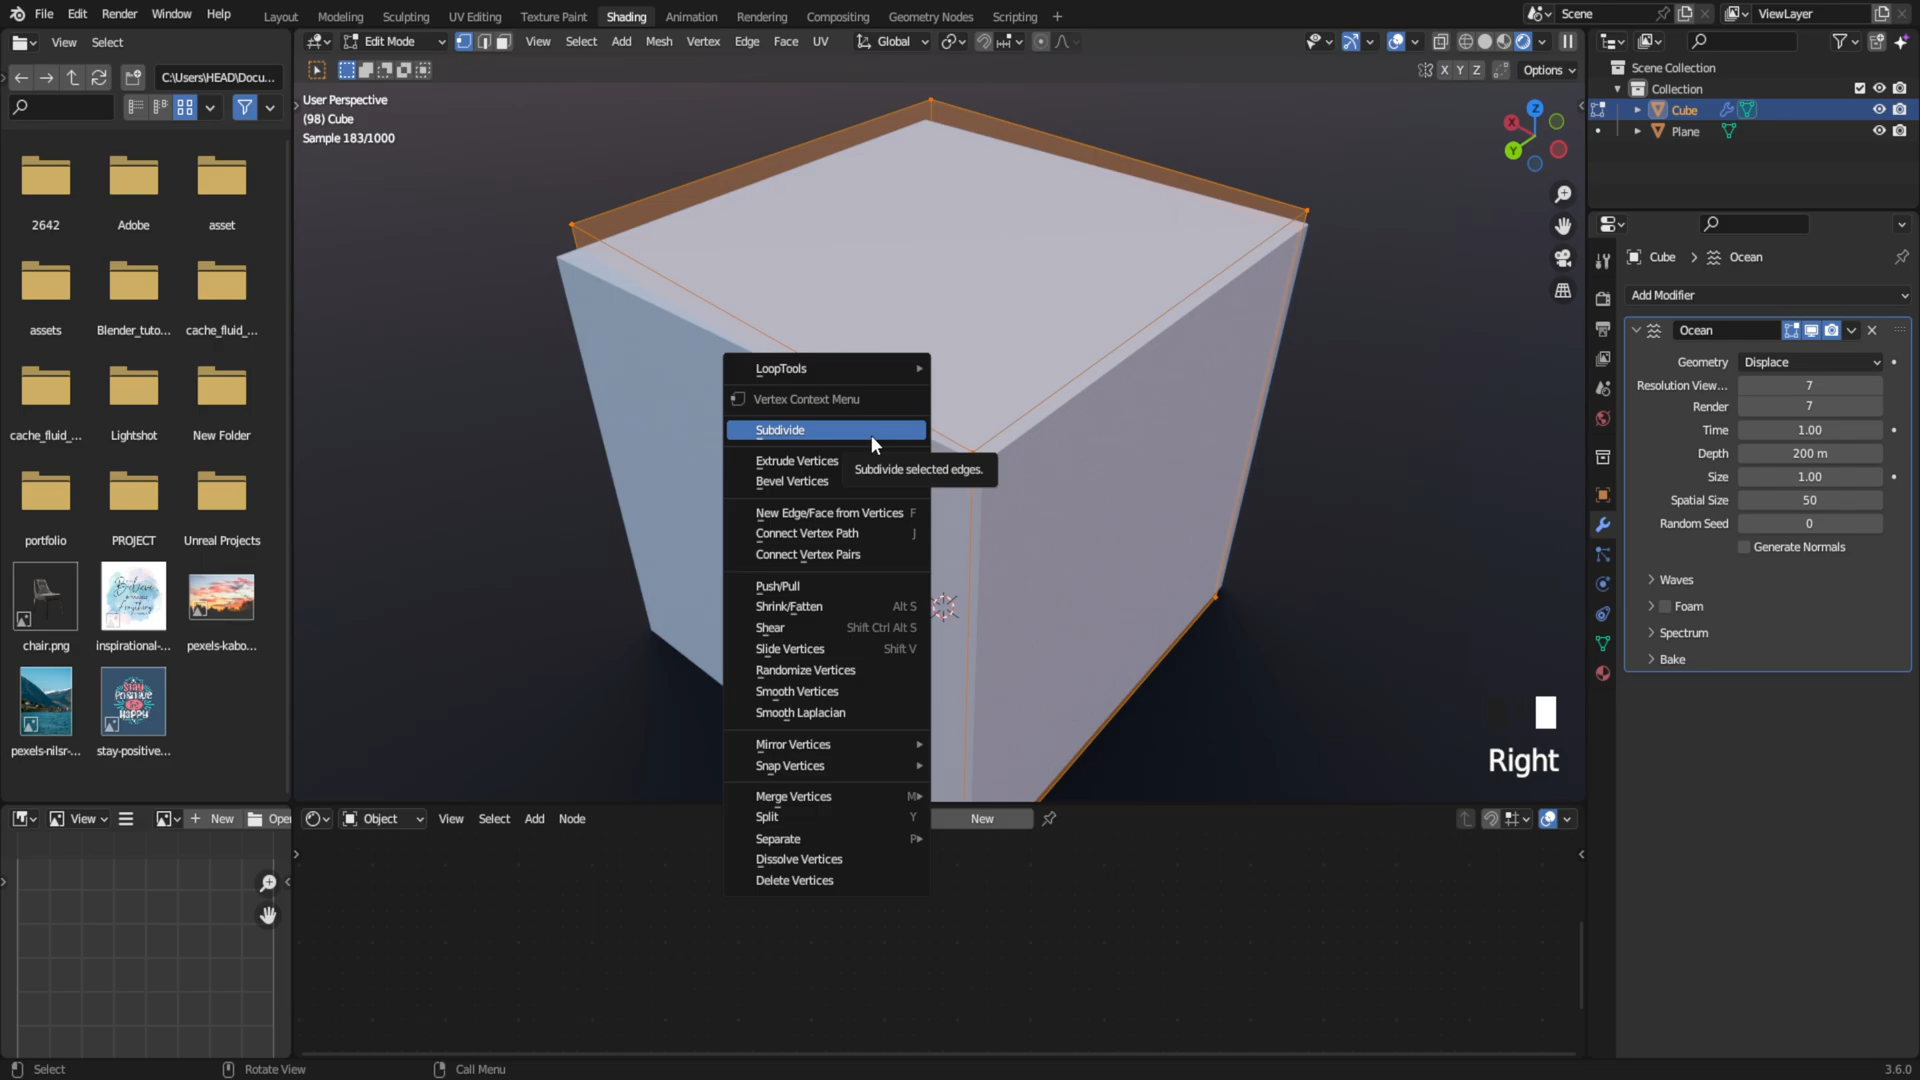 File Edit Render Window Help
Layout Modeling Sculpting UV Editing Texture Paint Shading Animation Rendering Compositing Geometry Nodes Scripting +
Scene
ViewLayer
View Select
Edit Mode View Select Add Mesh Vertex Edge Face UV
Global
C:\Users\HEAD\Docu...
X Y Z Options
User Perspective
(98) Cube
Sample 183/1000
2642 Adobe asset
assets Blender_tuto... cache_fluid_...
cache_fluid_... Lightshot New Folder
portfolio PROJECT Unreal Projects
chair.png inspirational-... pexels-kabo...
pexels-nilsr-... stay-positive...
X
Y
Z
LoopTools
Vertex Context Menu
Subdivide
Subdivide selected edges.
Extrude Vertices
Bevel Vertices
New Edge/Face from Vertices F
Connect Vertex Path J
Connect Vertex Pairs
Push/Pull
Shrink/Fatten Alt S
Shear Shift Ctrl Alt S
Slide Vertices Shift V
Randomize Vertices
Smooth Vertices
Smooth Laplacian
Mirror Vertices
Snap Vertices
Merge Vertices M
Split Y
Separate P
Dissolve Vertices
Delete Vertices
Right
Scene Collection
Collection
Cube
Plane
Cube > Ocean
Add Modifier
Ocean
Geometry Displace
Resolution View... 7
Render 7
Time 1.00
Depth 200 m
Size 1.00
Spatial Size 50
Random Seed 0
Generate Normals
Waves
Foam
Spectrum
Bake
View + New Open
Object View Select Add Node
New
Select Rotate View Call Menu
3.6.0